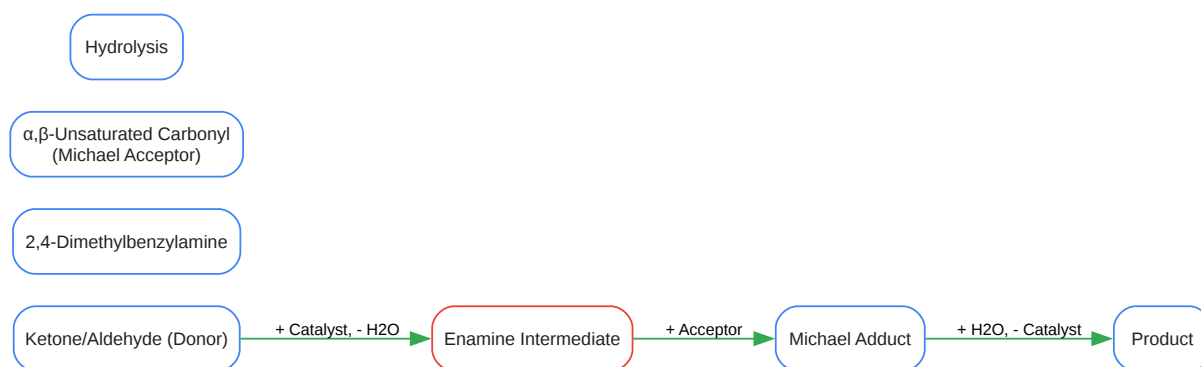 Hydrolysis
α,β-Unsaturated Carbonyl
(Michael Acceptor)
2,4-Dimethylbenzylamine
Ketone/Aldehyde (Donor)
+ Catalyst, - H2O
Enamine Intermediate
+ Acceptor
Michael Adduct
+ H2O, - Catalyst
Product